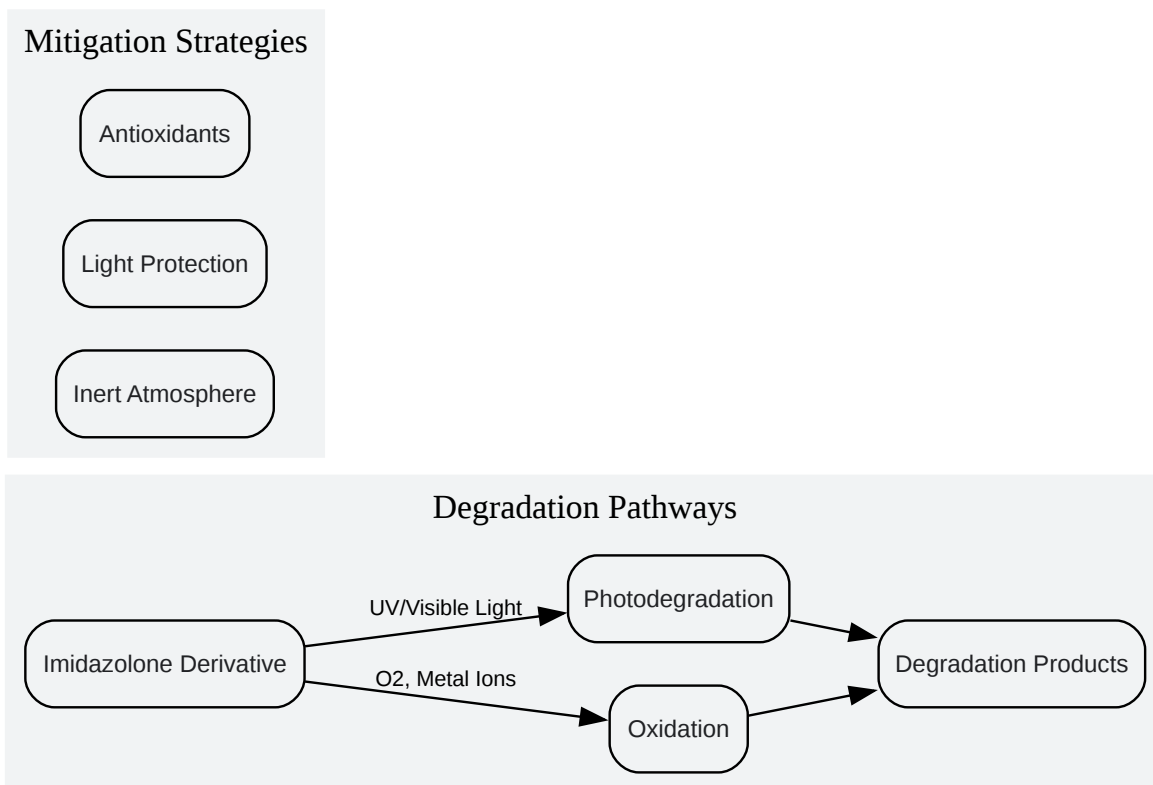 Mitigation Strategies
Antioxidants
Light Protection
Inert Atmosphere
Degradation Pathways
Imidazolone Derivative
UV/Visible Light
O2, Metal Ions
Photodegradation
Oxidation
Degradation Products